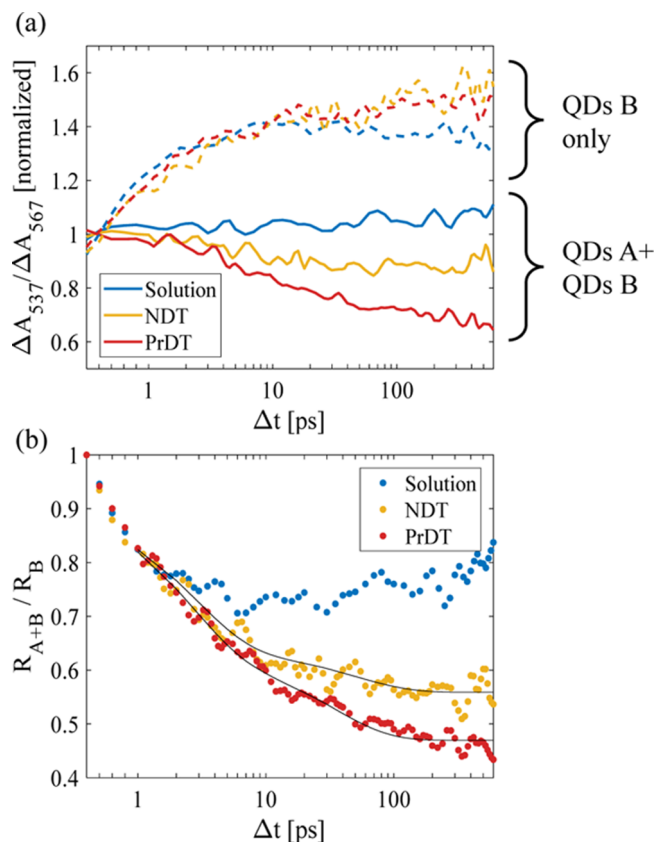 (a)
ΔA537/ΔA567 [normalized]
1.6
1.4
1.2
1
0.8
0.6
Solution
NDT
PrDT
1
10
100
Δt [ps]
QDs B
only
QDs A+
QDs B
(b)
RA+B / RB
1
0.9
0.8
0.7
0.6
0.5
0.4
Solution
NDT
PrDT
1
10
100
Δt [ps]